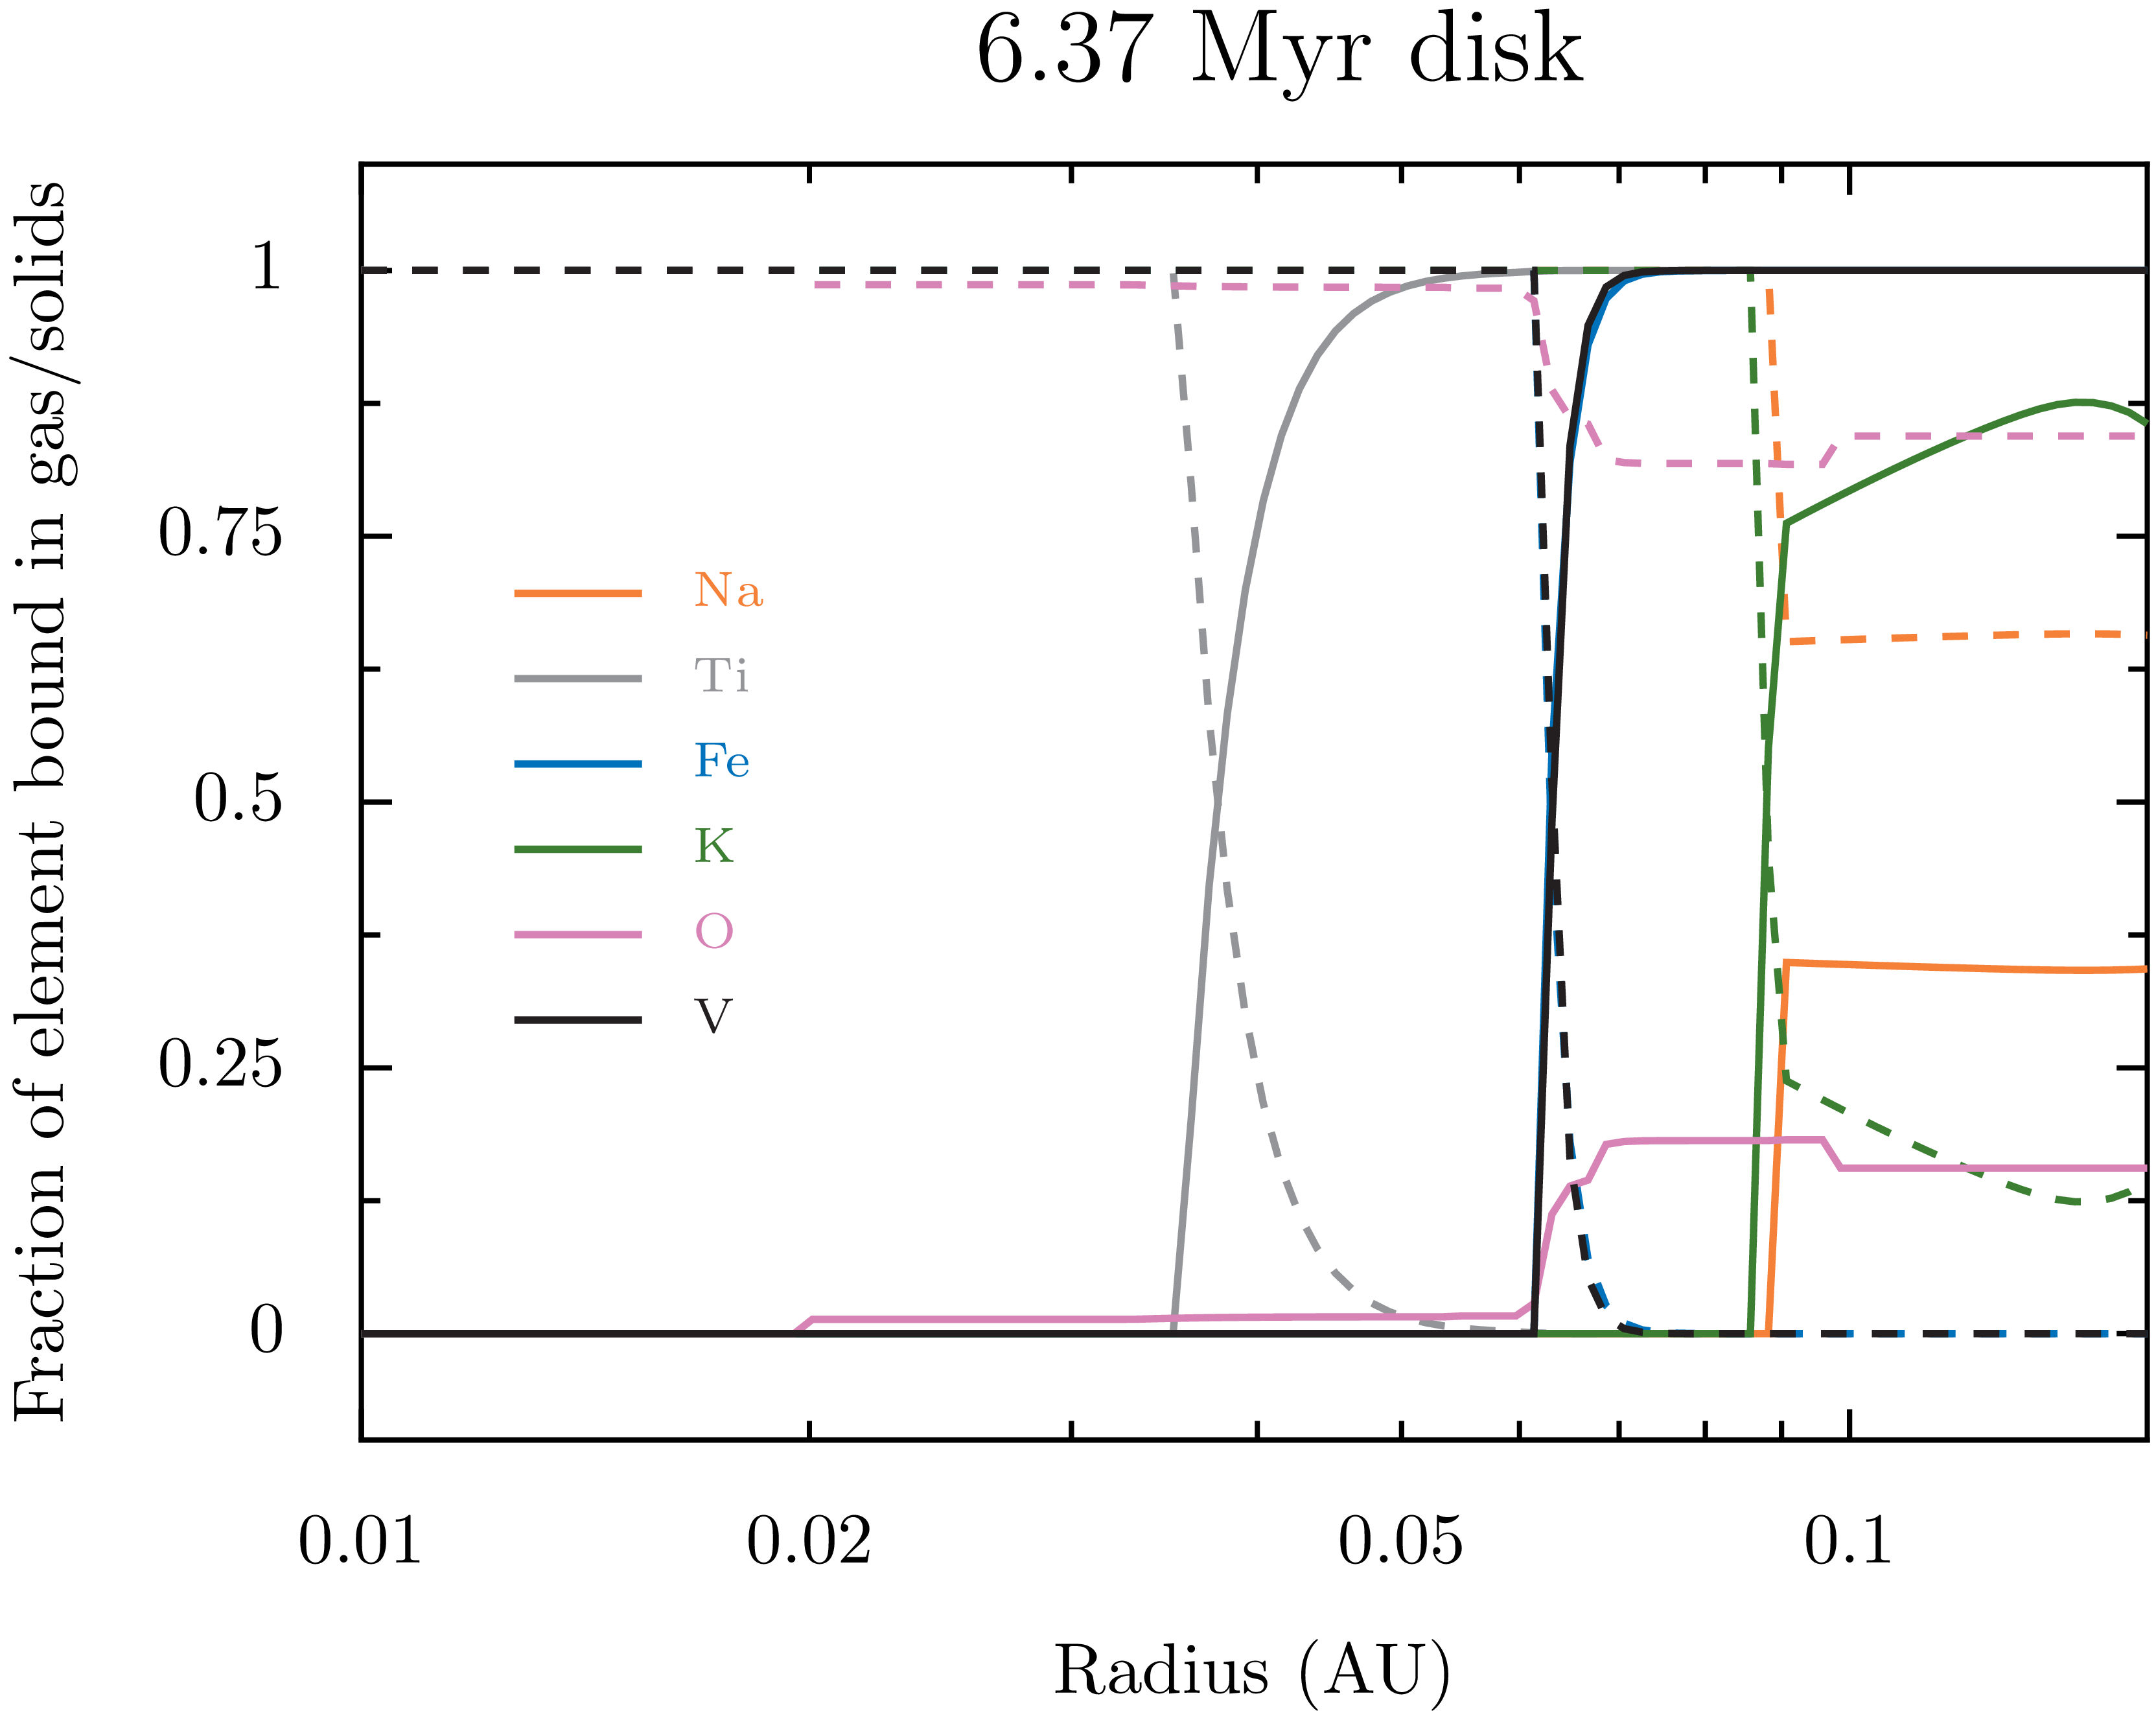 6.37 Myr disk
Fraction of element bound in gas/solids
1
0.75
0.5
0.25
0
Na
Ti
Fe
K
O
V
0.01 0.02 0.05 0.1
Radius (AU)